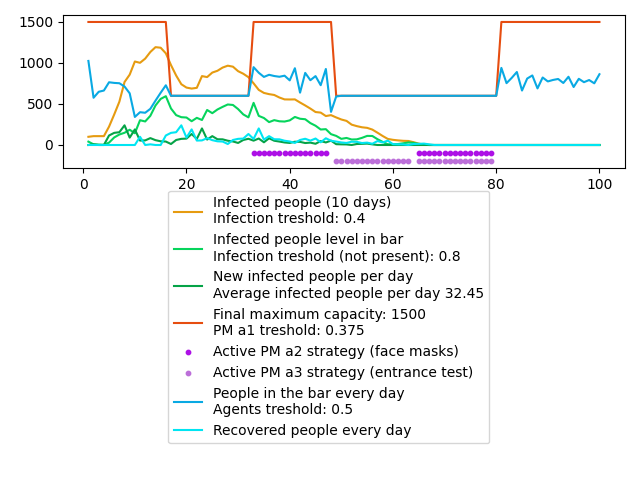 1500
1000
500
0
0
20
40
60
80
100
Infected people (10 days)
Infection treshold: 0.4
Infected people level in bar
Infection treshold (not present): 0.8
New infected people per day
Average infected people per day 32.45
Final maximum capacity: 1500
PM a1 treshold: 0.375
Active PM a2 strategy (face masks)
Active PM a3 strategy (entrance test)
People in the bar every day
Agents treshold: 0.5
Recovered people every day